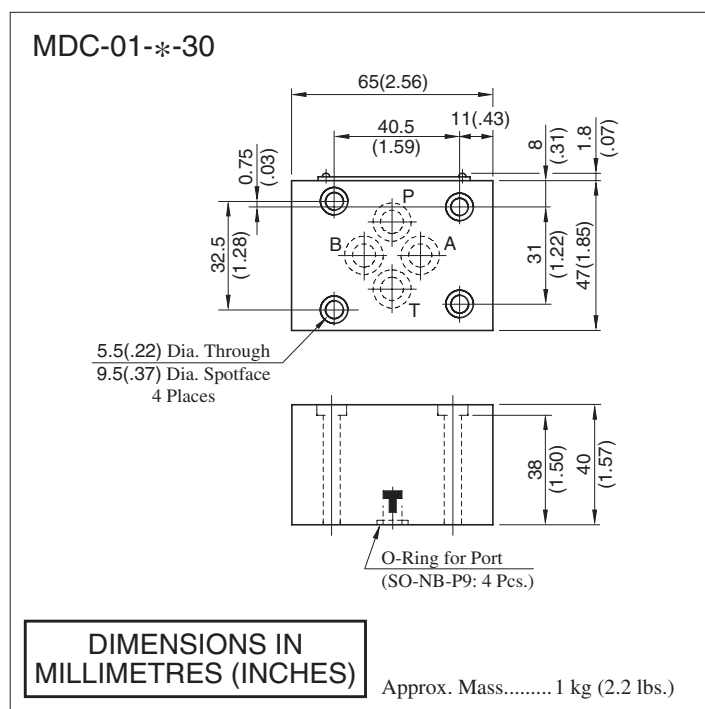 MDC-01-*-30
65(2.56)
40.5
(1.59)
11(.43)
8
(.31)
1.8
(.07)
0.75
(.03)
32.5
(1.28)
P
B
A
T
31
(1.22)
47(1.85)
5.5(.22) Dia. Through
9.5(.37) Dia. Spotface
4 Places
38
(1.50)
40
(1.57)
O-Ring for Port
(SO-NB-P9: 4 Pcs.)
DIMENSIONS IN
MILLIMETRES (INCHES)
Approx. Mass......... 1 kg (2.2 lbs.)